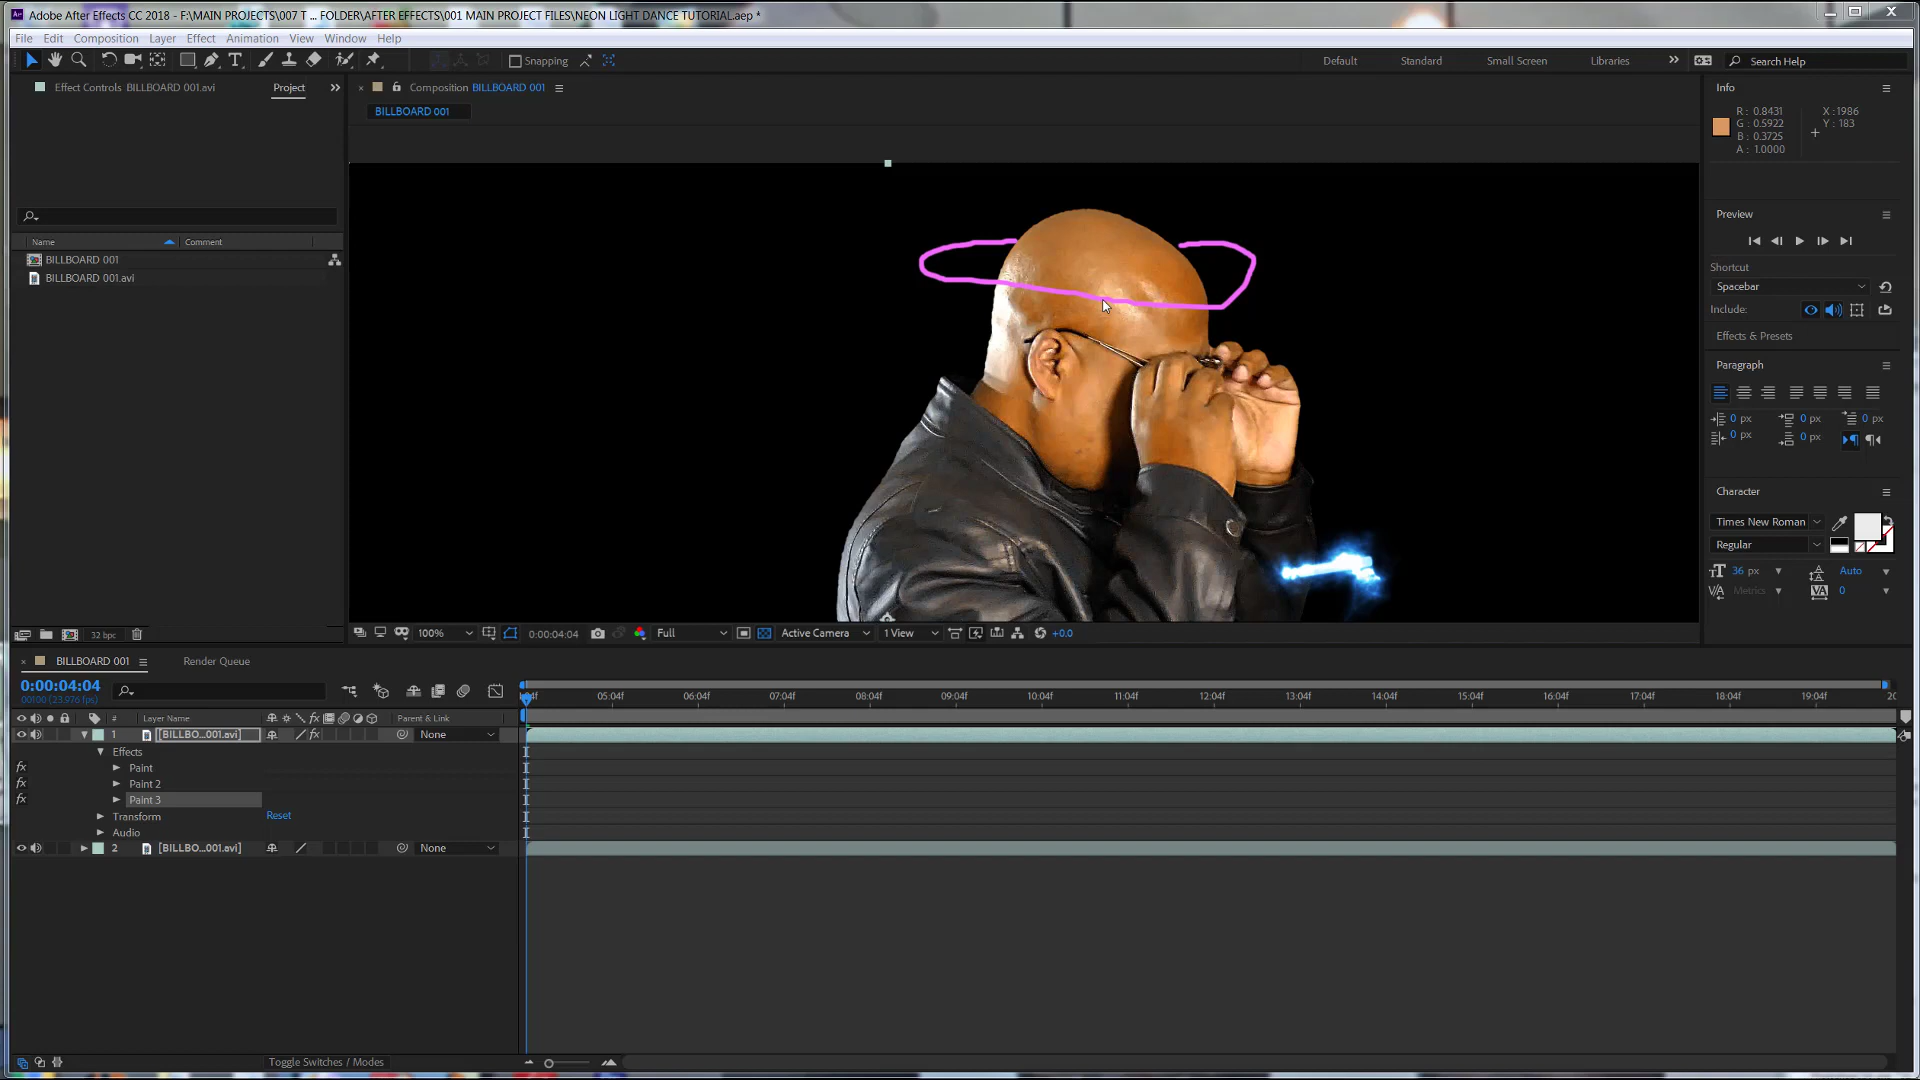 Adobe After Effects CC 2018 - F:\MAIN PROJECTS\007 T ... FOLDER\AFTER EFFECTS\001 MAIN PROJECT FILES\NEON LIGHT DANCE TUTORIAL.aep *
File Edit Composition Layer Effect Animation View Window Help
Snapping Default Standard Small Screen Libraries » Search Help
Effect Controls BILLBOARD 001.avi Project »
Composition BILLBOARD 001
BILLBOARD 001
Info
R : 0.8431
G : 0.5922
B : 0.3725
A : 1.0000
X : 1986
Y : 183
Name Comment
BILLBOARD 001
BILLBOARD 001.avi
Preview
Shortcut
Spacebar
Include:
Effects & Presets
Paragraph
0 px 0 px 0 px
0 px 0 px
Character
Times New Roman
Regular
36 px Auto
Metrics 0
32 bpc
100% 0:00:04:04 Full Active Camera 1 View +0.0
BILLBOARD 001 Render Queue
0:00:04:04
00100 (23.976 fps)
:04f 05:04f 06:04f 07:04f 08:04f 09:04f 10:04f 11:04f 12:04f 13:04f 14:04f 15:04f 16:04f 17:04f 18:04f 19:04f 20
# Layer Name Parent & Link
1 [BILLBO...001.avi] None
Effects
fx Paint
fx Paint 2
fx Paint 3
Transform Reset
Audio
2 [BILLBO...001.avi] None
Toggle Switches / Modes